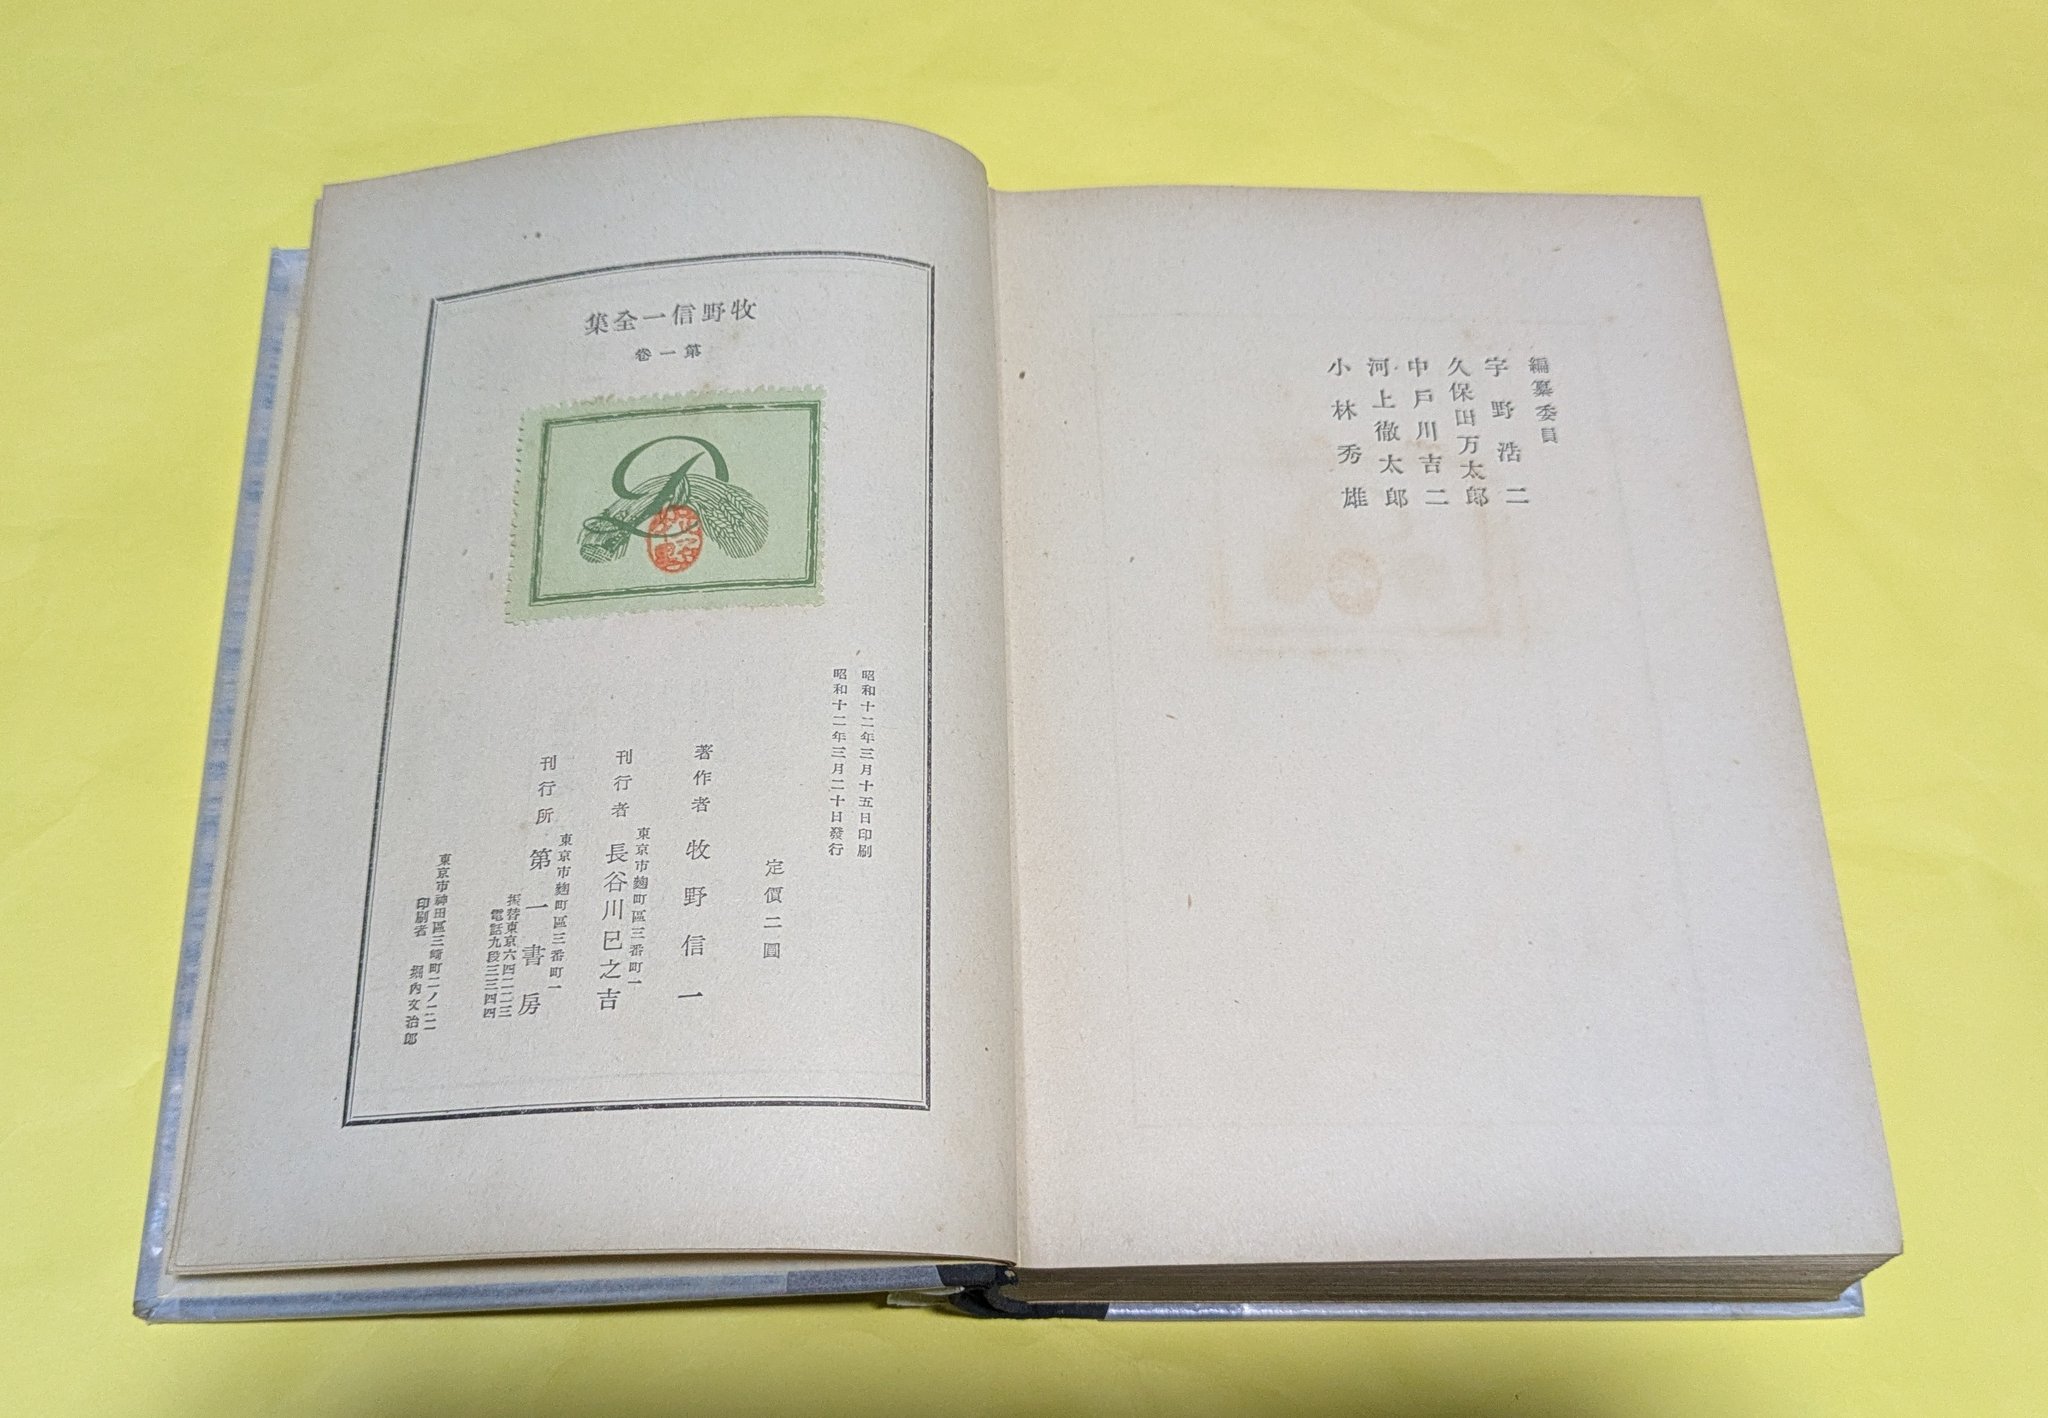 編纂委員
宇野浩二
久保田万太郎
中戸川吉二
河上徹太郎
小林秀雄
牧野信一全集
第一卷
昭和十二年三月十五日印刷
昭和十二年三月二十日發行
定價二圓
著作者 牧野信一
東京市麴町區三番町一
刊行者 長谷川巳之吉
東京市麴町區三番町一
刊行所 第一書房
振替東京六四二二三
電話九段三三四四
東京市神田區三崎町二ノ二二
印刷者 堀內文治郎